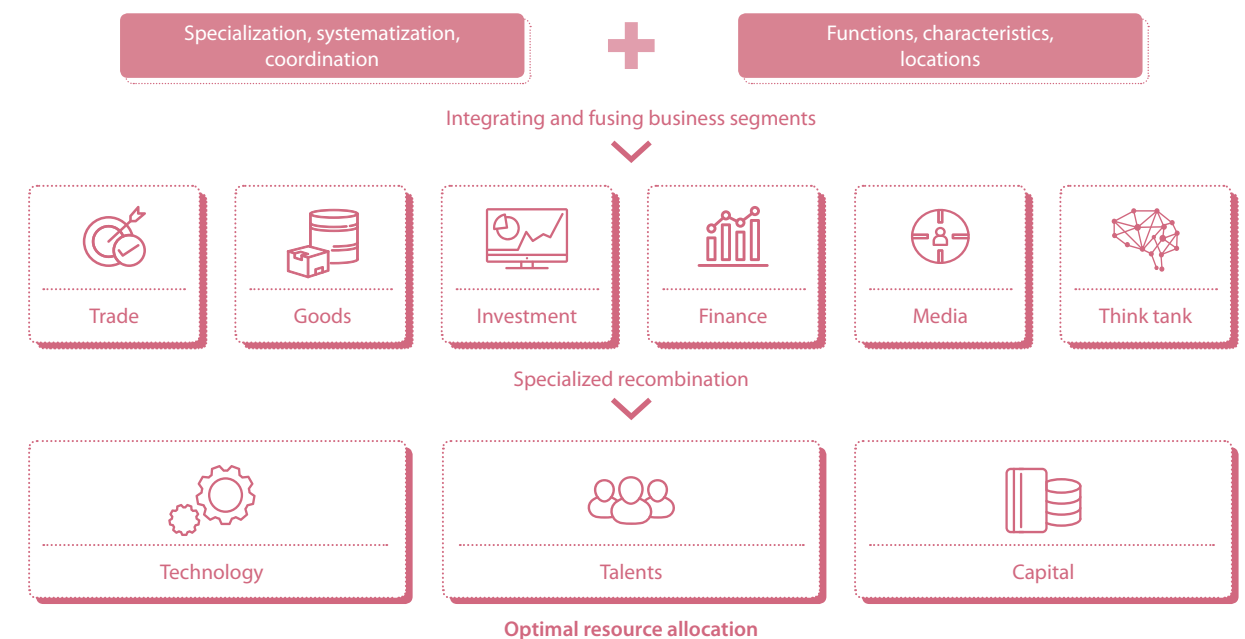 Specialization, systematization,
coordination
Functions, characteristics,
locations
Integrating and fusing business segments
Trade
Goods
Investment
Finance
Media
Think tank
Specialized recombination
Technology
Talents
Capital
Optimal resource allocation